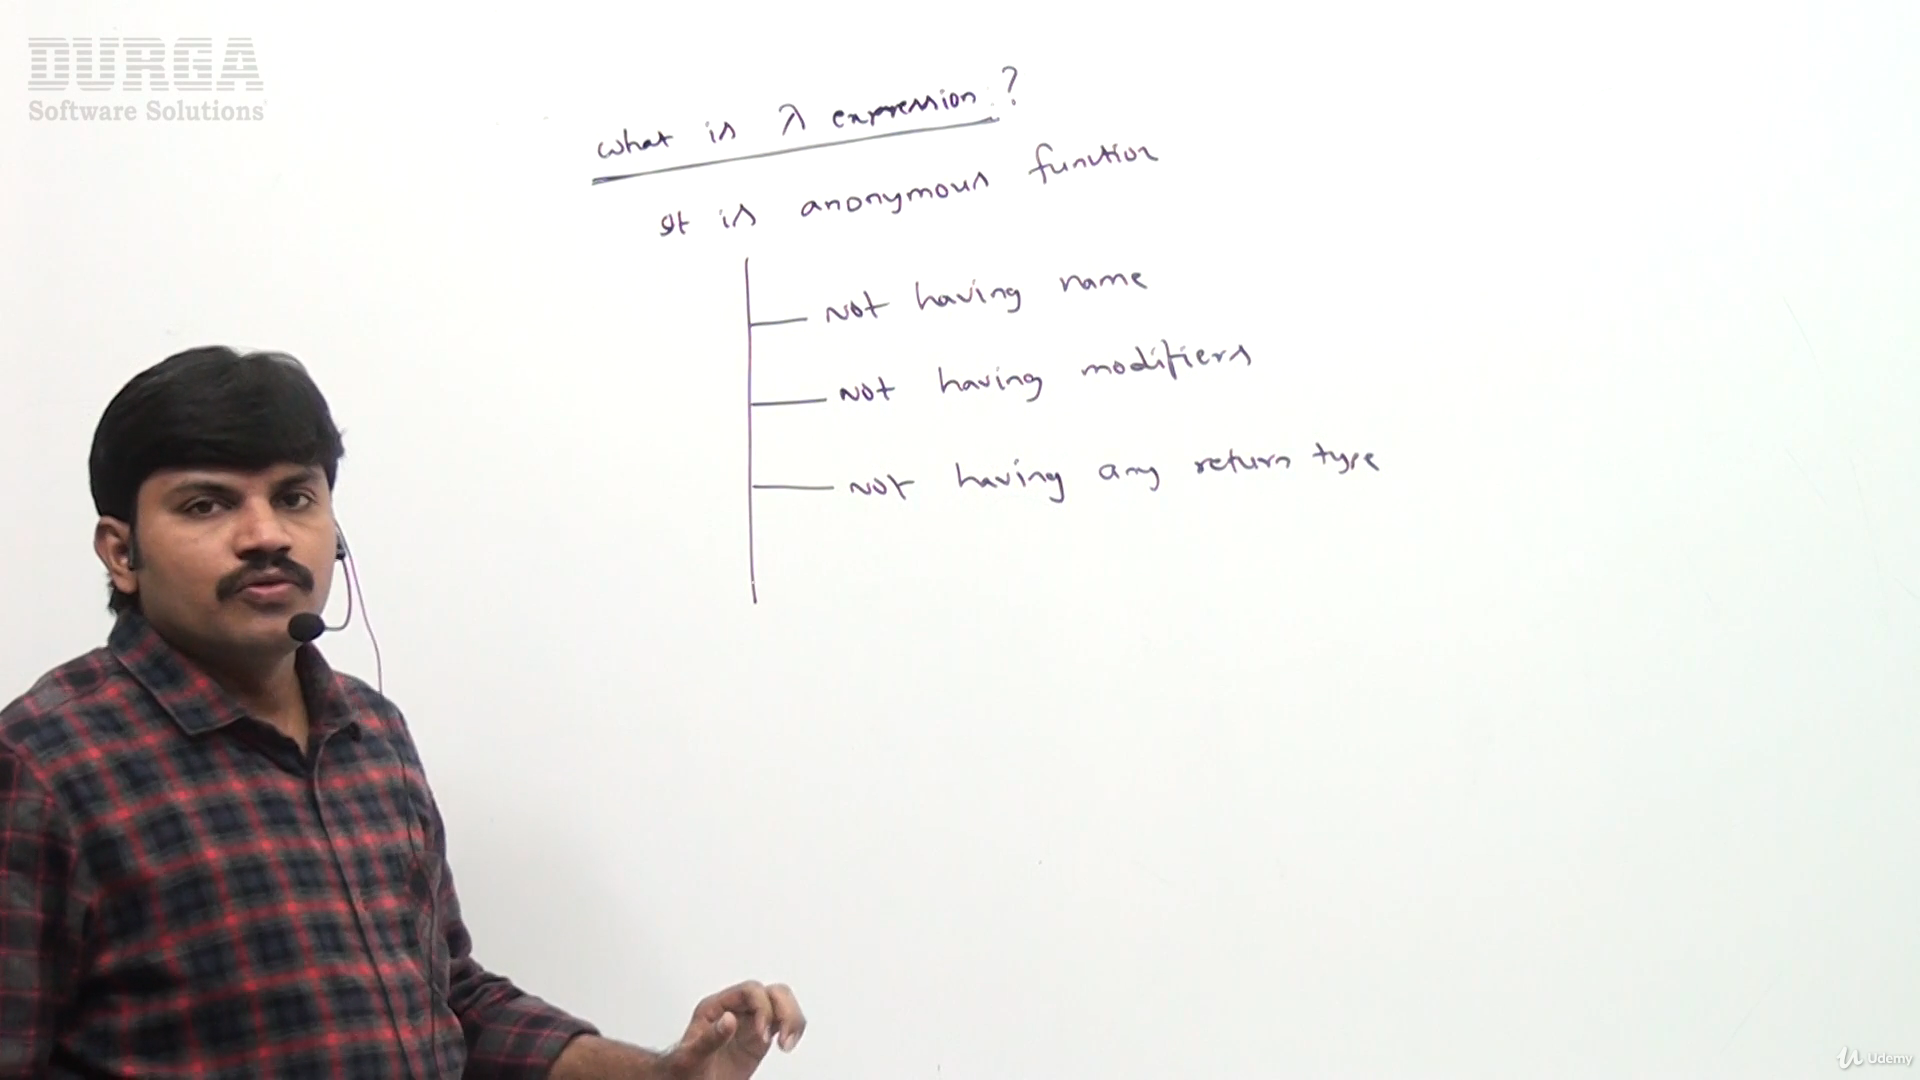 DURGA
Software Solutions
What is λ expression ?
It is anonymous function
Not having name
Not having modifiers
Not having any return type
Udemy